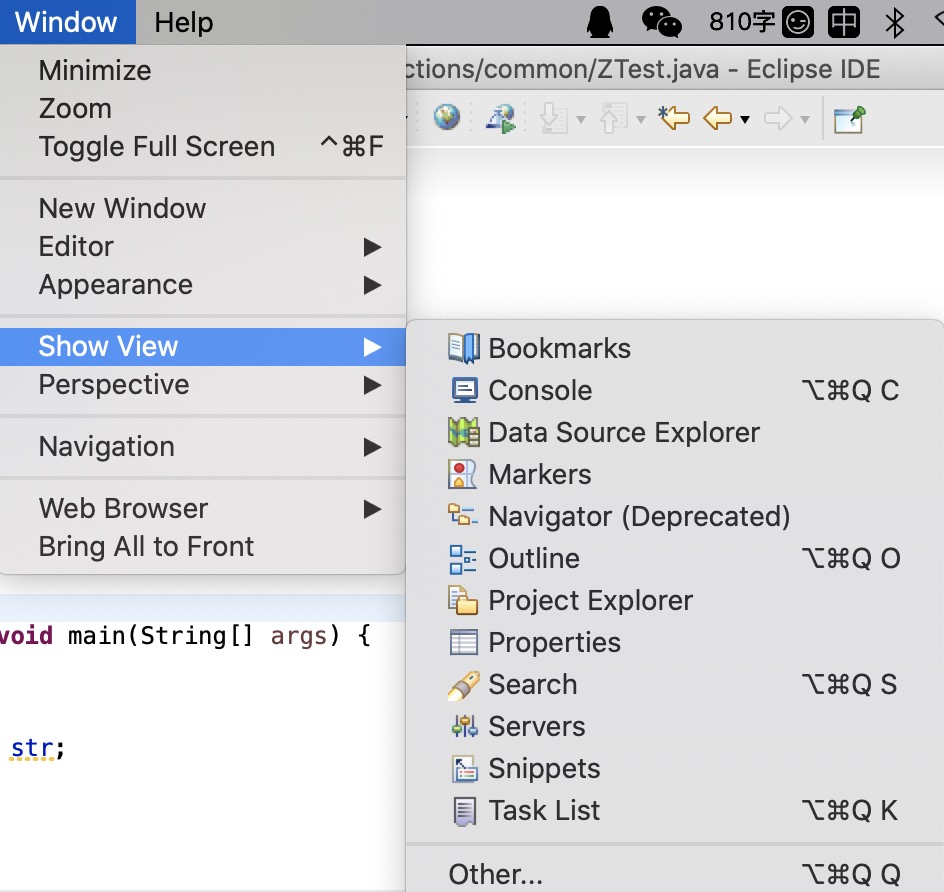 Window Help 810字 中
Minimize
ctions/common/ZTest.java - Eclipse IDE
Zoom
Toggle Full Screen ^⌘F
New Window
Editor
Appearance
Show View
Perspective
Navigation
Web Browser
Bring All to Front
Bookmarks
Console ⌥⌘Q C
Data Source Explorer
Markers
Navigator (Deprecated)
Outline ⌥⌘Q O
Project Explorer
Properties
Search ⌥⌘Q S
Servers
Snippets
Task List ⌥⌘Q K
Other... ⌥⌘Q Q
void main(String[] args) {
str;